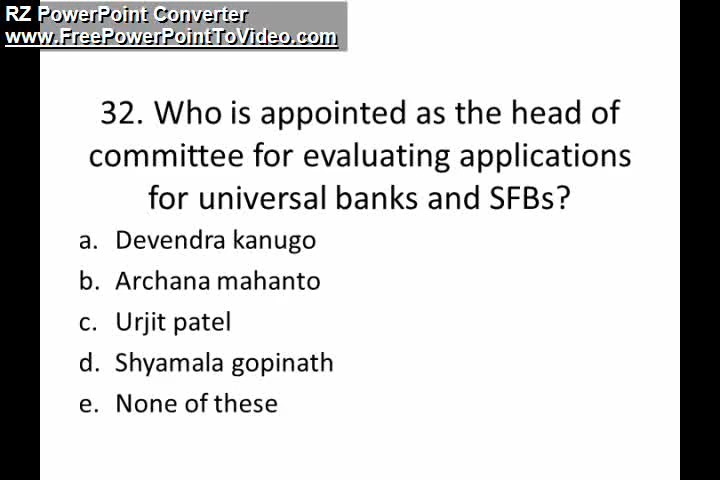 RZ PowerPoint Converter
www.FreePowerPointToVideo.com
32. Who is appointed as the head of
committee for evaluating applications
for universal banks and SFBs?
a. Devendra kanugo
b. Archana mahanto
c. Urjit patel
d. Shyamala gopinath
e. None of these